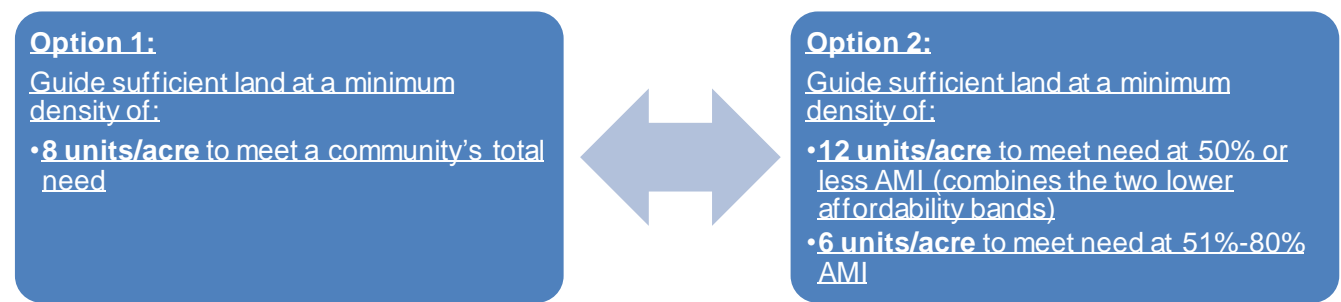 Option 1:
Guide sufficient land at a minimum
density of:
•8 units/acre to meet a community's total
need
Option 2:
Guide sufficient land at a minimum
density of:
•12 units/acre to meet need at 50% or
less AMI (combines the two lower
affordability bands)
•6 units/acre to meet need at 51%-80%
AMI